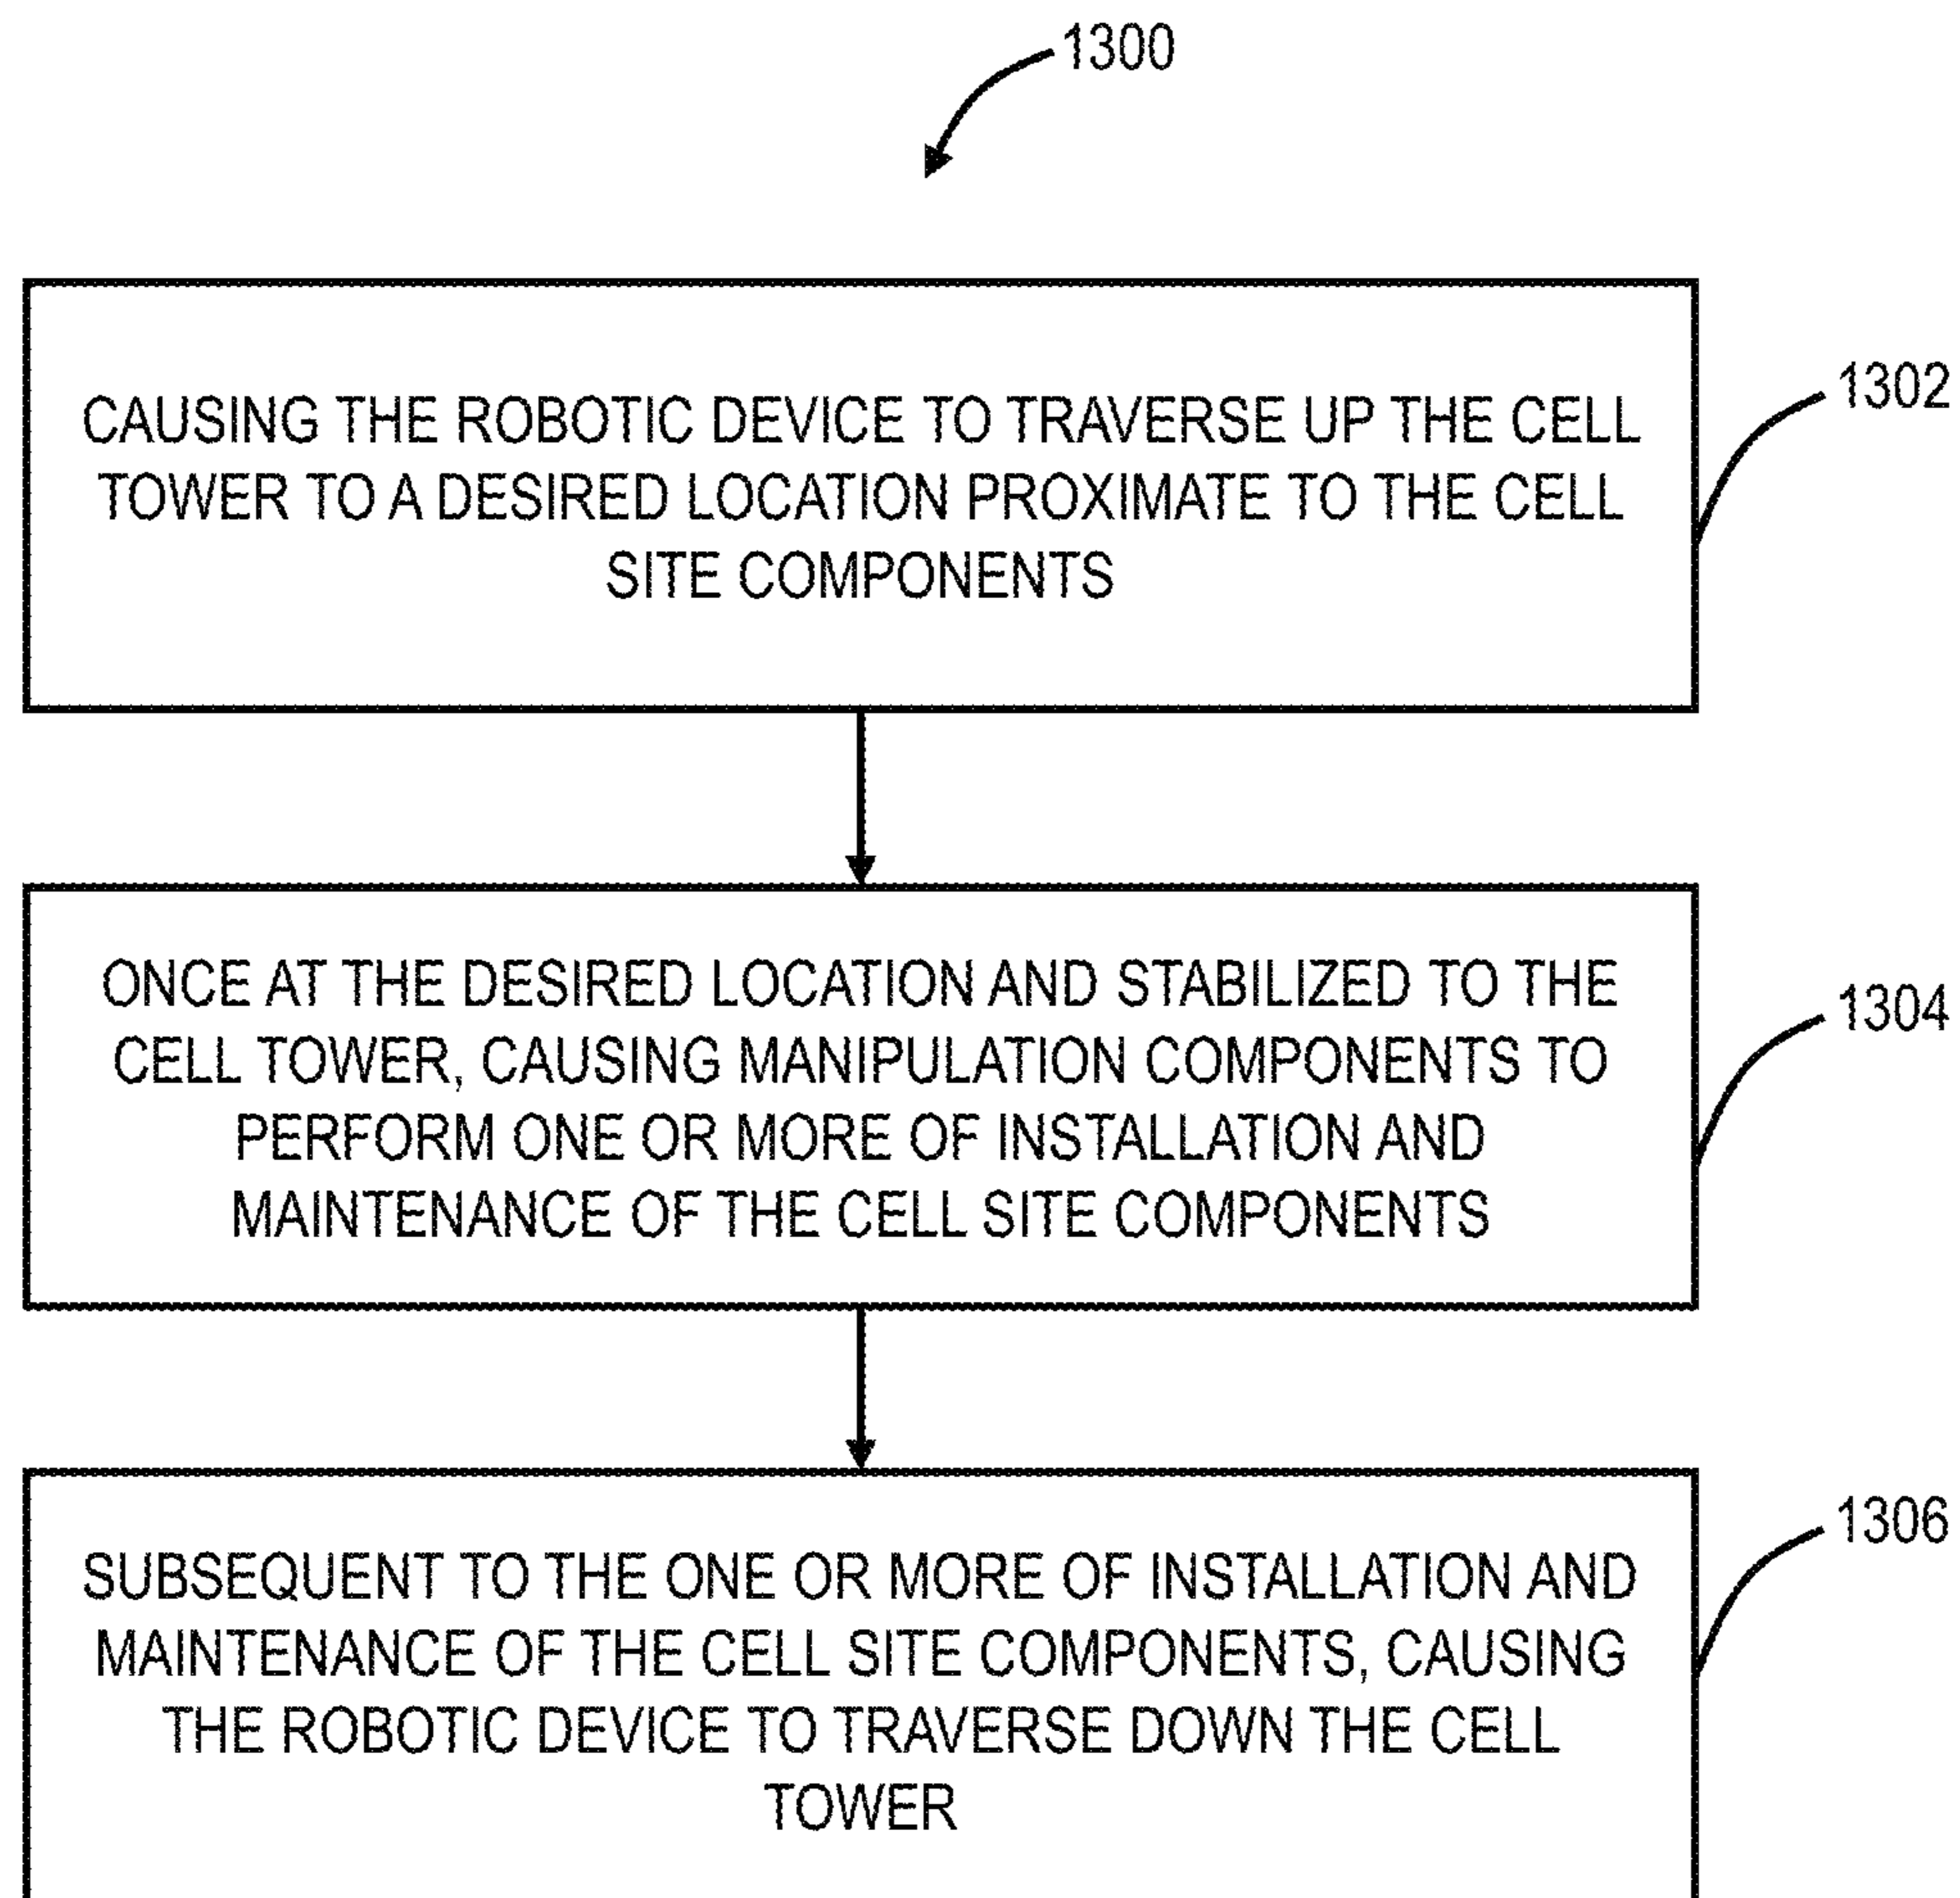 1300
CAUSING THE ROBOTIC DEVICE TO TRAVERSE UP THE CELL
TOWER TO A DESIRED LOCATION PROXIMATE TO THE CELL
SITE COMPONENTS
1302
ONCE AT THE DESIRED LOCATION AND STABILIZED TO THE
CELL TOWER, CAUSING MANIPULATION COMPONENTS TO
PERFORM ONE OR MORE OF INSTALLATION AND
MAINTENANCE OF THE CELL SITE COMPONENTS
1304
SUBSEQUENT TO THE ONE OR MORE OF INSTALLATION AND
MAINTENANCE OF THE CELL SITE COMPONENTS, CAUSING
THE ROBOTIC DEVICE TO TRAVERSE DOWN THE CELL
TOWER
1306